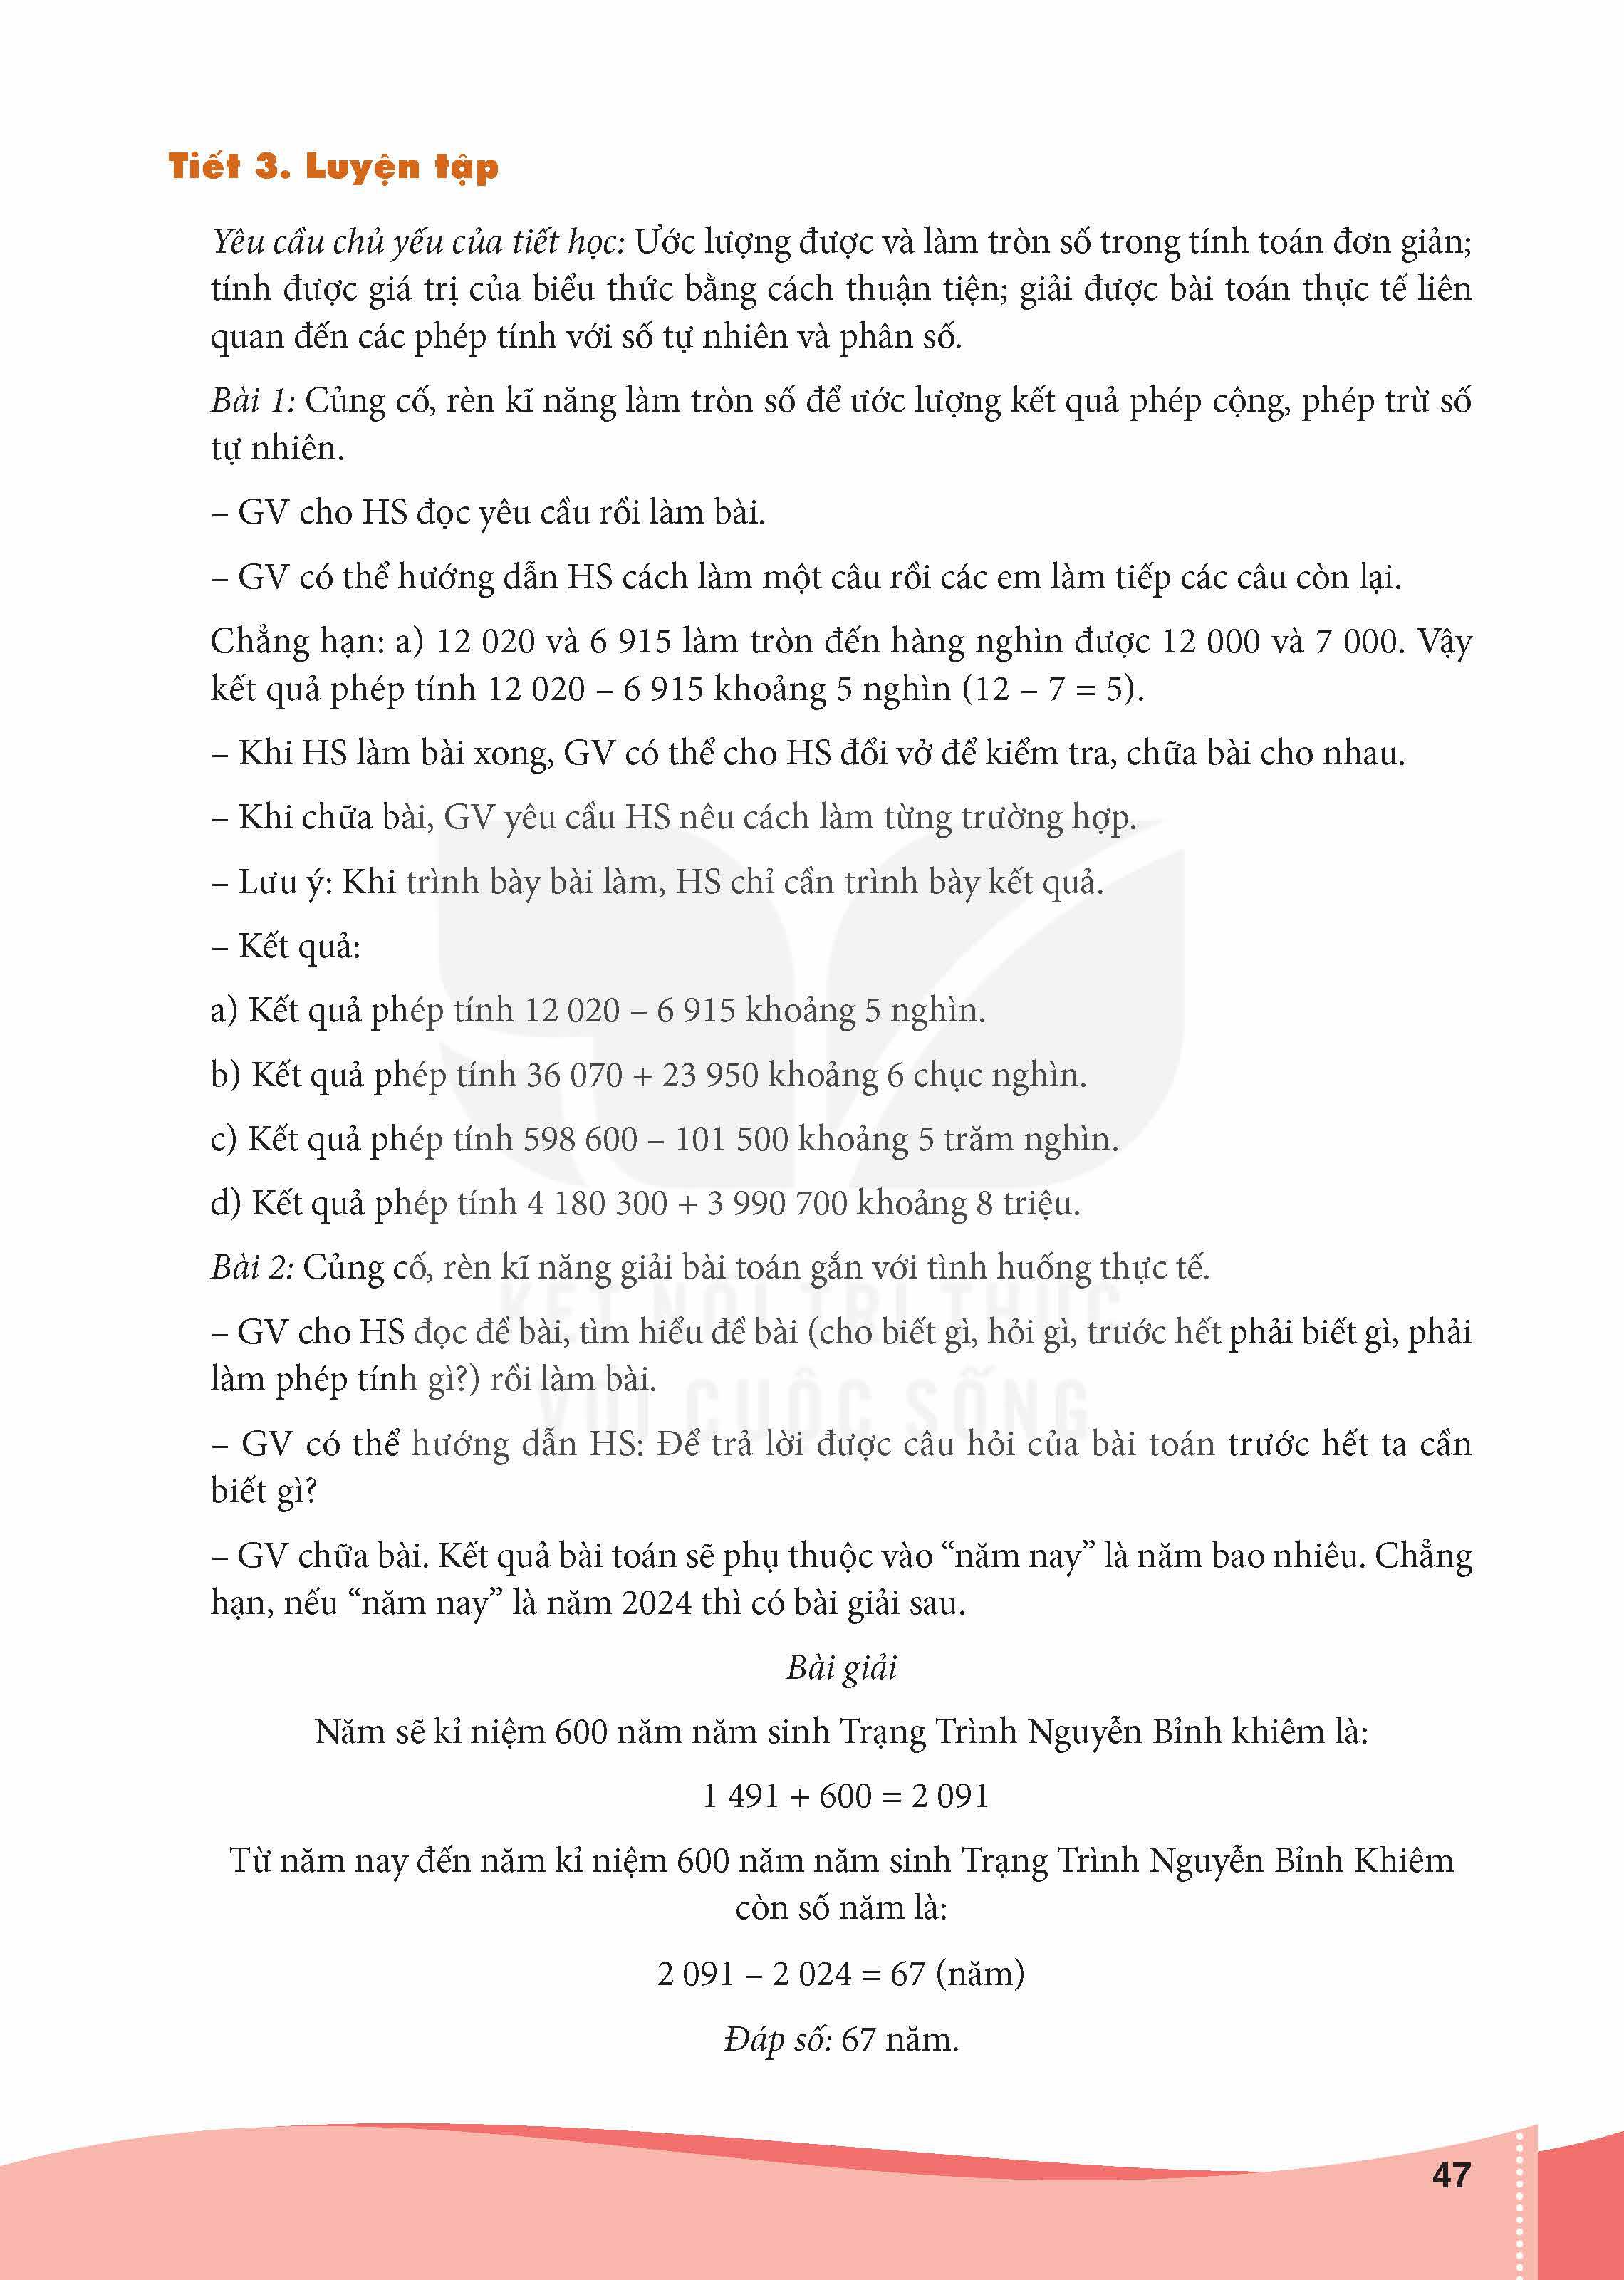 Tiết 3. Luyện tập
Yêu cầu chủ yếu của tiết học: Ước lượng được và làm tròn số trong tính toán đơn giản;
tính được giá trị của biểu thức bằng cách thuận tiện; giải được bài toán thực tế liên
quan đến các phép tính với số tự nhiên và phân số.
Bài 1: Củng cố, rèn kĩ năng làm tròn số để ước lượng kết quả phép cộng, phép trừ số
tự nhiên.
– GV cho HS đọc yêu cầu rồi làm bài.
– GV có thể hướng dẫn HS cách làm một câu rồi các em làm tiếp các câu còn lại.
Chẳng hạn: a) 12 020 và 6 915 làm tròn đến hàng nghìn được 12 000 và 7 000. Vậy
kết quả phép tính 12 020 – 6 915 khoảng 5 nghìn (12 – 7 = 5).
– Khi HS làm bài xong, GV có thể cho HS đổi vở để kiểm tra, chữa bài cho nhau.
– Khi chữa bài, GV yêu cầu HS nêu cách làm từng trường hợp.
– Lưu ý: Khi trình bày bài làm, HS chỉ cần trình bày kết quả.
– Kết quả:
a) Kết quả phép tính 12 020 – 6 915 khoảng 5 nghìn.
b) Kết quả phép tính 36 070 + 23 950 khoảng 6 chục nghìn.
c) Kết quả phép tính 598 600 – 101 500 khoảng 5 trăm nghìn.
d) Kết quả phép tính 4 180 300 + 3 990 700 khoảng 8 triệu.
Bài 2: Củng cố, rèn kĩ năng giải bài toán gắn với tình huống thực tế.
KẾT NỐI TRI THỨC
– GV cho HS đọc đề bài, tìm hiểu đề bài (cho biết gì, hỏi gì, trước hết phải biết gì, phải
làm phép tính gì?) rồi làm bài.
VỚI CUỘC SỐNG
– GV có thể hướng dẫn HS: Để trả lời được câu hỏi của bài toán trước hết ta cần
biết gì?
– GV chữa bài. Kết quả bài toán sẽ phụ thuộc vào “năm nay” là năm bao nhiêu. Chẳng
hạn, nếu “năm nay” là năm 2024 thì có bài giải sau.
Bài giải
Năm sẽ kỉ niệm 600 năm năm sinh Trạng Trình Nguyễn Bỉnh khiêm là:
1 491 + 600 = 2 091
Từ năm nay đến năm kỉ niệm 600 năm năm sinh Trạng Trình Nguyễn Bỉnh Khiêm
còn số năm là:
2 091 – 2 024 = 67 (năm)
Đáp số: 67 năm.
47